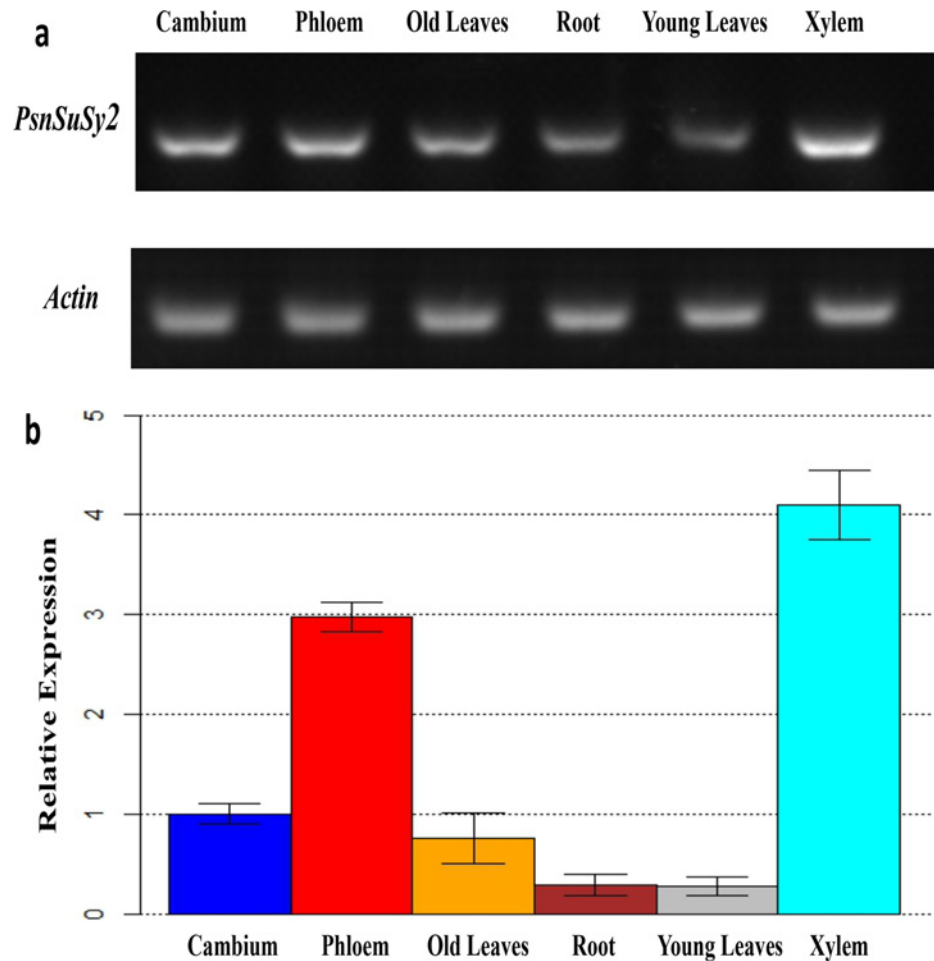 a
Cambium Phloem Old Leaves Root Young Leaves Xylem
PsnSuSy2
Actin
b
5
4
3
2
1
0
Relative Expression
Cambium Phloem Old Leaves Root Young Leaves Xylem